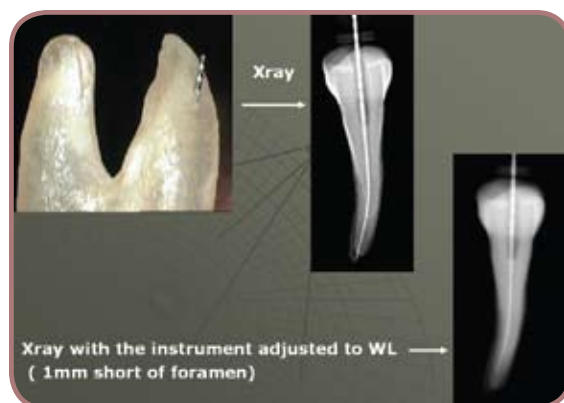 Xray
Xray with the instrument adjusted to WL
( 1mm short of foramen)